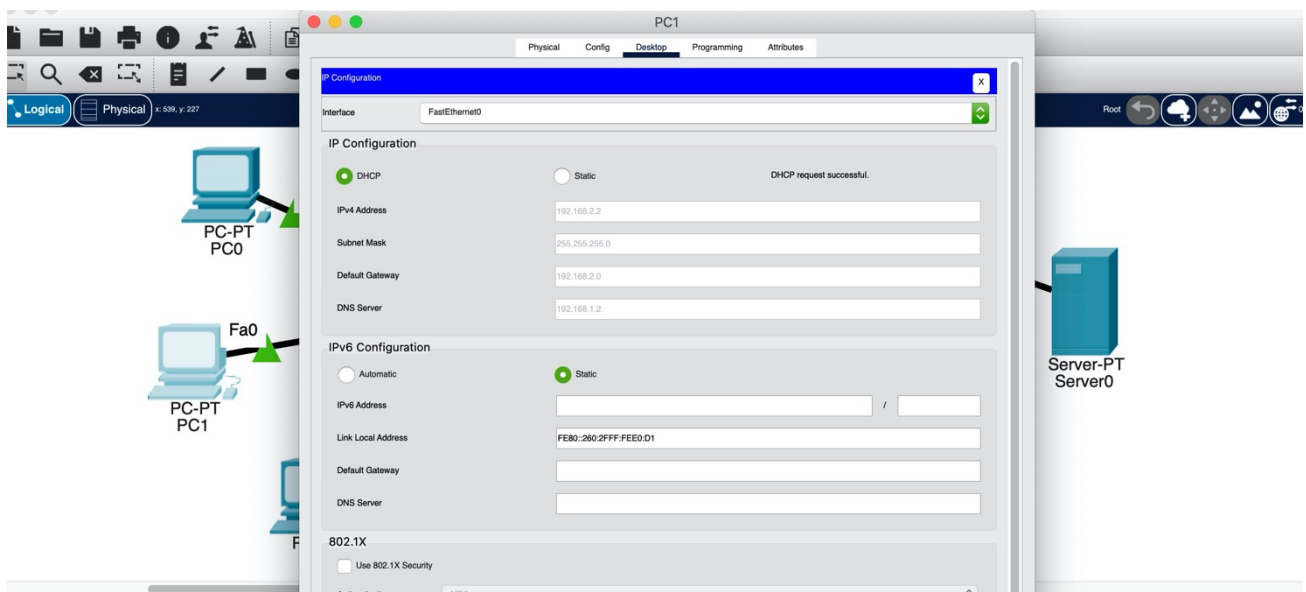 PC1
Physical Config Desktop Programming Attributes
IP Configuration X
Interface FastEthernet0
Logical Physical x: 539, y: 227
Root
IP Configuration
DHCP Static DHCP request successful.
IPv4 Address 192.168.2.2
Subnet Mask 255.255.255.0
Default Gateway 192.168.2.0
DNS Server 192.168.1.2
PC-PT
PC0
Fa0
PC-PT
PC1
IPv6 Configuration
Automatic Static
IPv6 Address /
Link Local Address FE80::260:2FFF:FEE0:D1
Default Gateway
DNS Server
802.1X
Use 802.1X Security
Server-PT
Server0